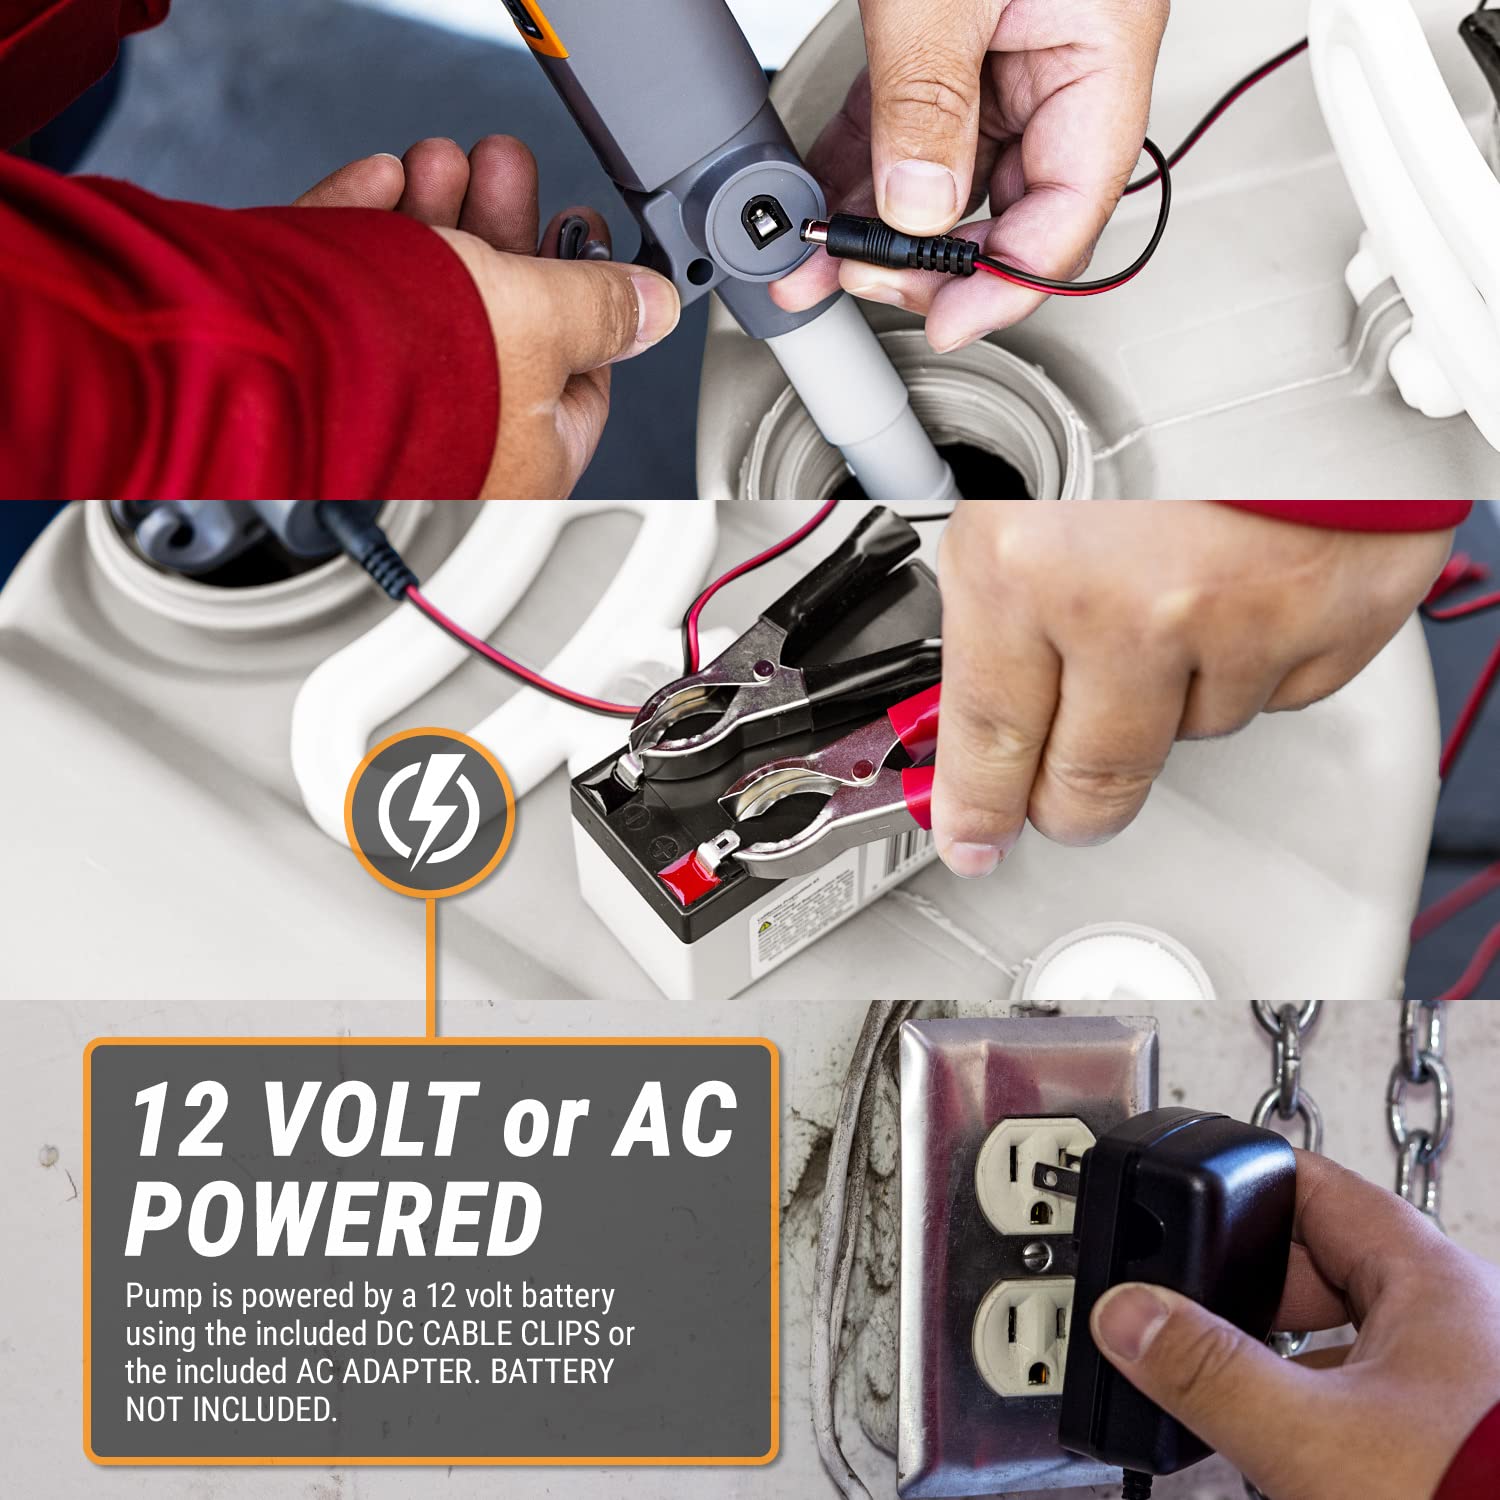 12 VOLT or AC
POWERED
Pump is powered by a 12 volt battery
using the included DC CABLE CLIPS or
the included AC ADAPTER. BATTERY
NOT INCLUDED.